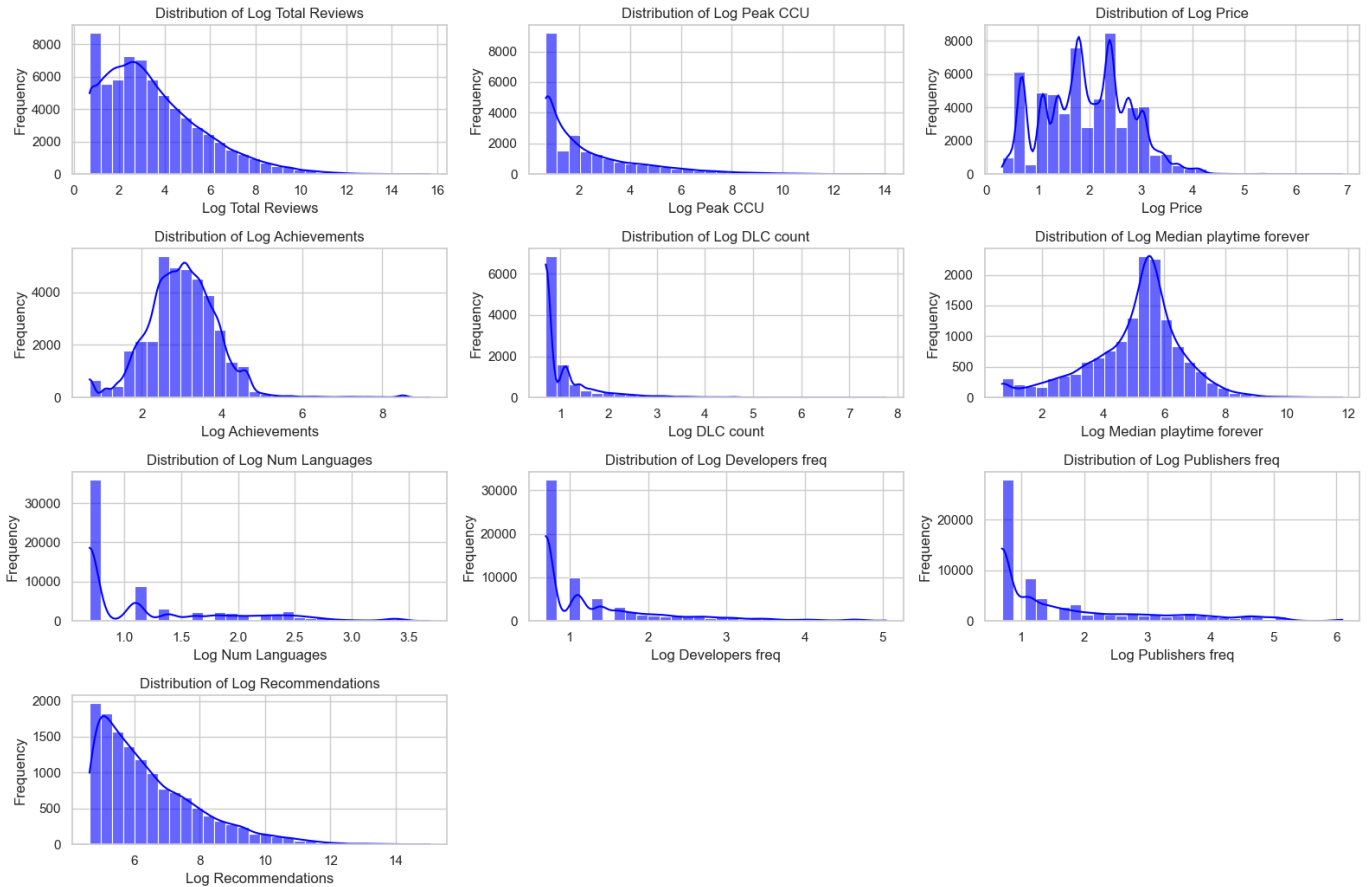 Distribution of Log Total Reviews
Frequency
8000
6000
4000
2000
0
0 2 4 6 8 10 12 14 16
Log Total Reviews
Distribution of Log Peak CCU
Frequency
8000
6000
4000
2000
0
2 4 6 8 10 12 14
Log Peak CCU
Distribution of Log Price
Frequency
8000
6000
4000
2000
0
0 1 2 3 4 5 6 7
Log Price
Distribution of Log Achievements
Frequency
4000
2000
0
2 4 6 8
Log Achievements
Distribution of Log DLC count
Frequency
6000
4000
2000
0
1 2 3 4 5 6 7 8
Log DLC count
Distribution of Log Median playtime forever
Frequency
2000
1500
1000
500
0
2 4 6 8 10 12
Log Median playtime forever
Distribution of Log Num Languages
Frequency
30000
20000
10000
0
1.0 1.5 2.0 2.5 3.0 3.5
Log Num Languages
Distribution of Log Developers freq
Frequency
30000
20000
10000
0
1 2 3 4 5
Log Developers freq
Distribution of Log Publishers freq
Frequency
20000
10000
0
1 2 3 4 5 6
Log Publishers freq
Distribution of Log Recommendations
Frequency
2000
1500
1000
500
0
6 8 10 12 14
Log Recommendations